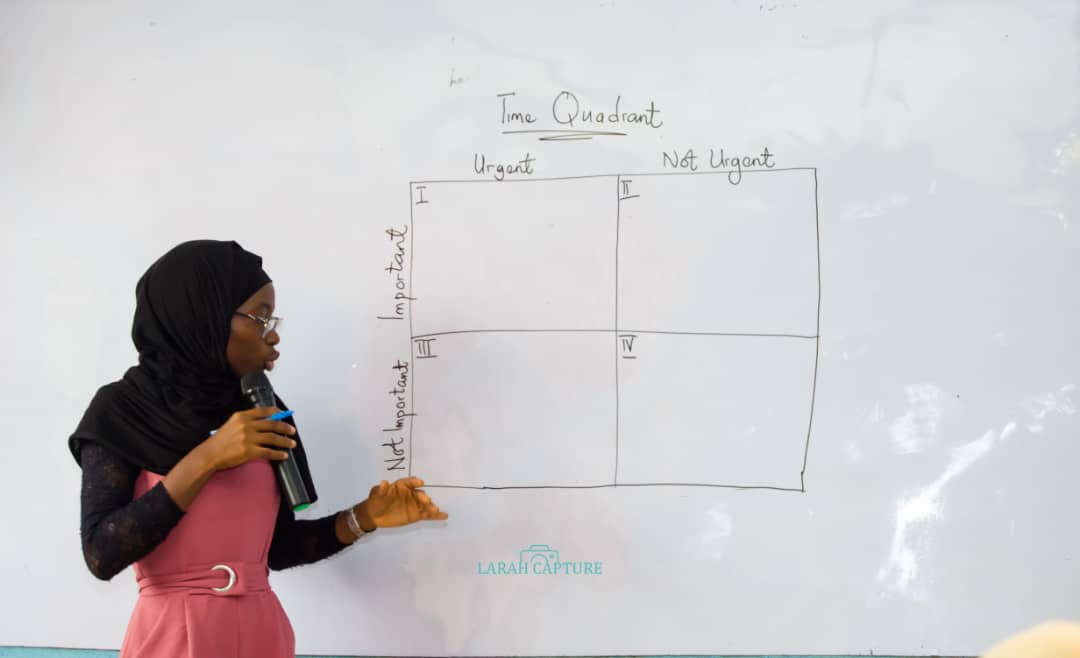 Time Quadrant
Urgent Not Urgent
I II
Important
III IV
Not Important
LARAH CAPTURE